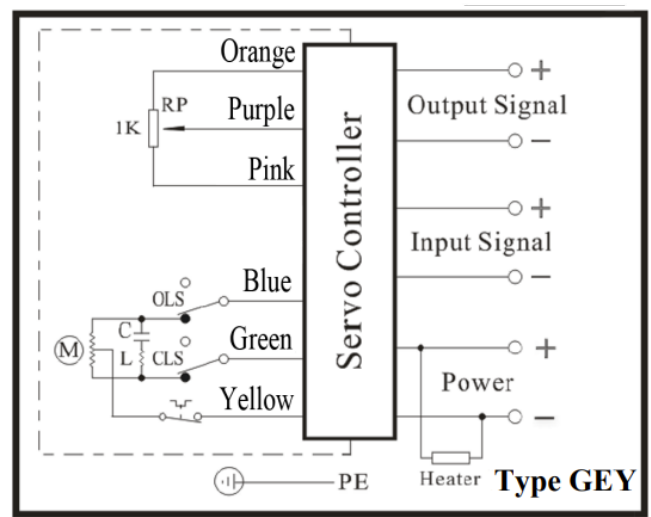 Orange
RP
1K
Purple
Pink
Servo Controller
+
Output Signal
−
+
Input Signal
−
OLS
Blue
C
M
L
CLS
Green
Yellow
+
Power
−
PE
Heater
Type GEY